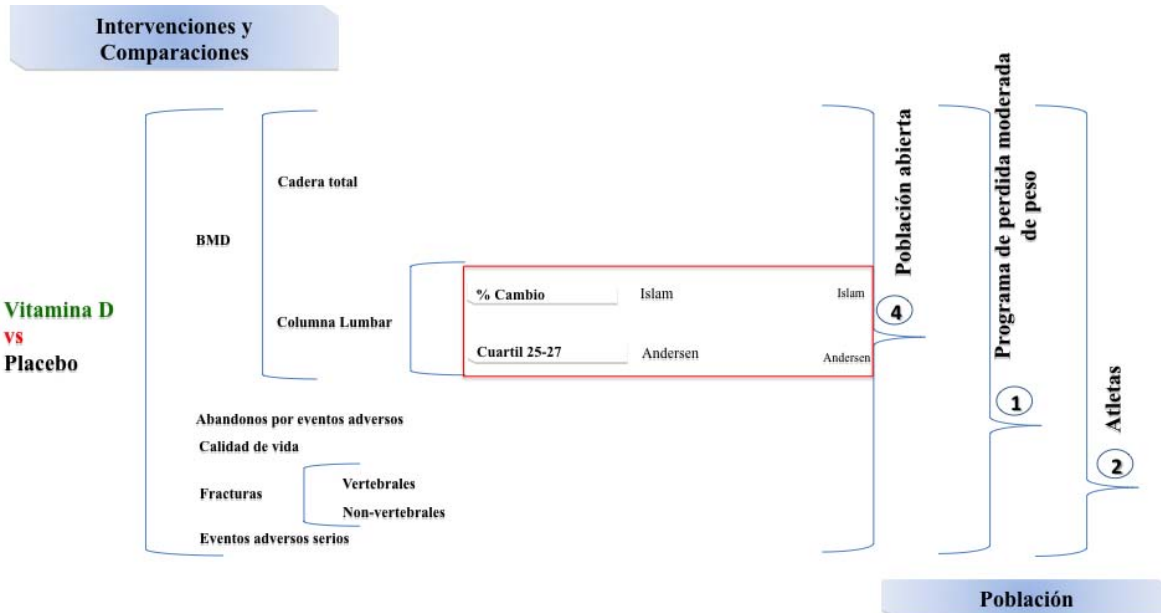 Intervenciones y
Comparaciones
Vitamina D
vs
Placebo
BMD
Cadera total
Columna Lumbar
% Cambio
Islam
Islam
Cuartil 25-27
Andersen
Andersen
Abandonos por eventos adversos
Calidad de vida
Fracturas
Vertebrales
Non-vertebrales
Eventos adversos serios
Población abierta
4
Programa de perdida moderada
de peso
1
Atletas
2
Población